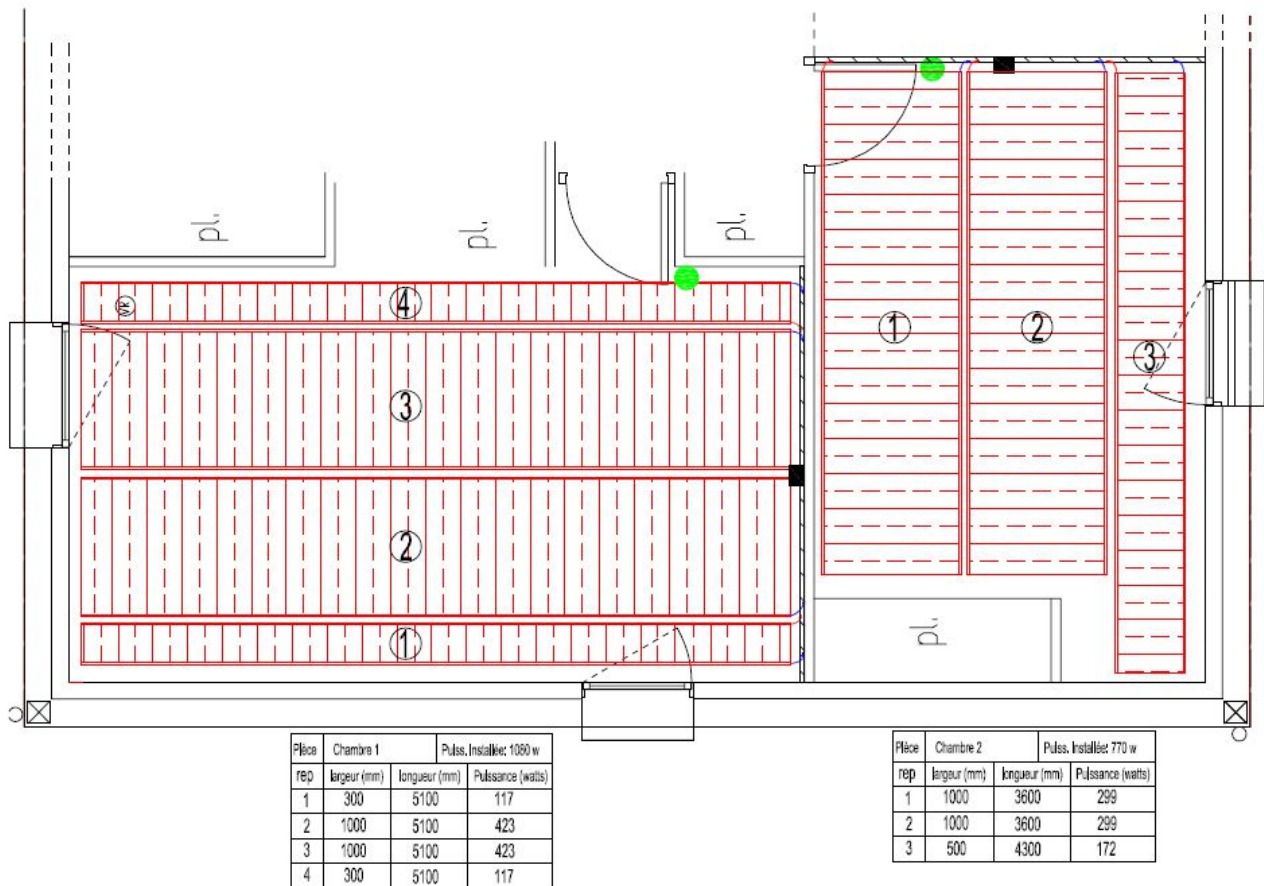 pl.
pl.
pl.
VK
4
3
2
1
1
2
3
pl.
Pièce Chambre 1 Puiss. Installée: 1080 w
rep largeur (mm) longueur (mm) Puissance (watts)
1 300 5100 117
2 1000 5100 423
3 1000 5100 423
4 300 5100 117
Pièce Chambre 2 Puiss. Installée: 770 w
rep largeur (mm) longueur (mm) Puissance (watts)
1 1000 3600 299
2 1000 3600 299
3 500 4300 172